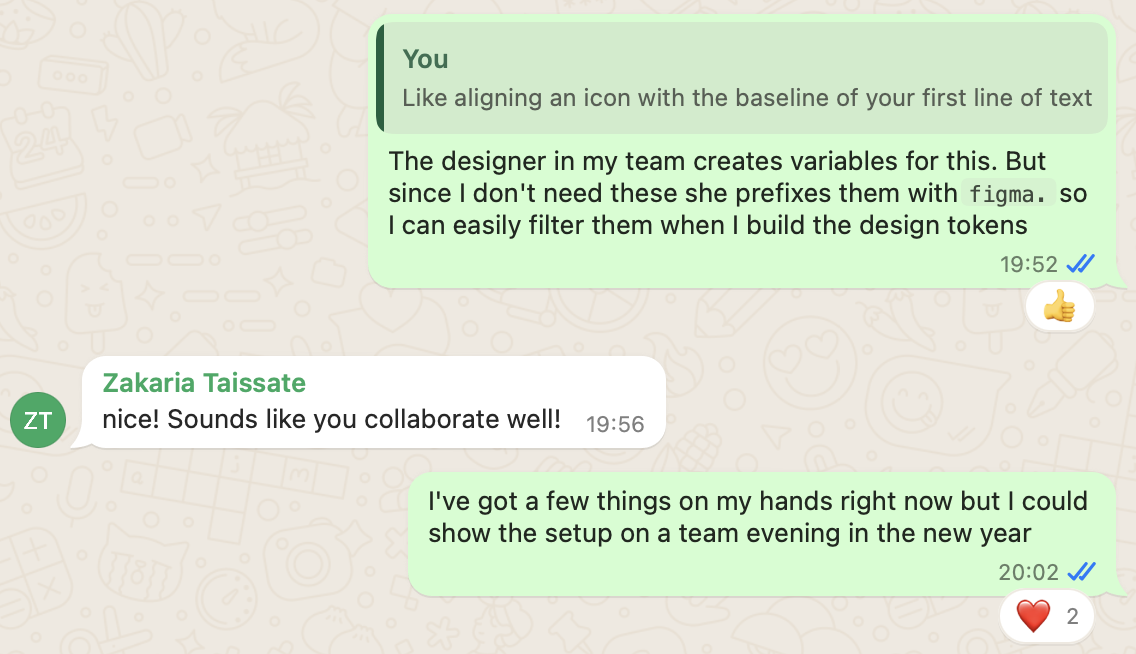 You
Like aligning an icon with the baseline of your first line of text
The designer in my team creates variables for this. But
since I don't need these she prefixes them with figma. so
I can easily filter them when I build the design tokens
19:52
Zakaria Taissate
ZT
nice! Sounds like you collaborate well! 19:56
I've got a few things on my hands right now but I could
show the setup on a team evening in the new year
20:02
2